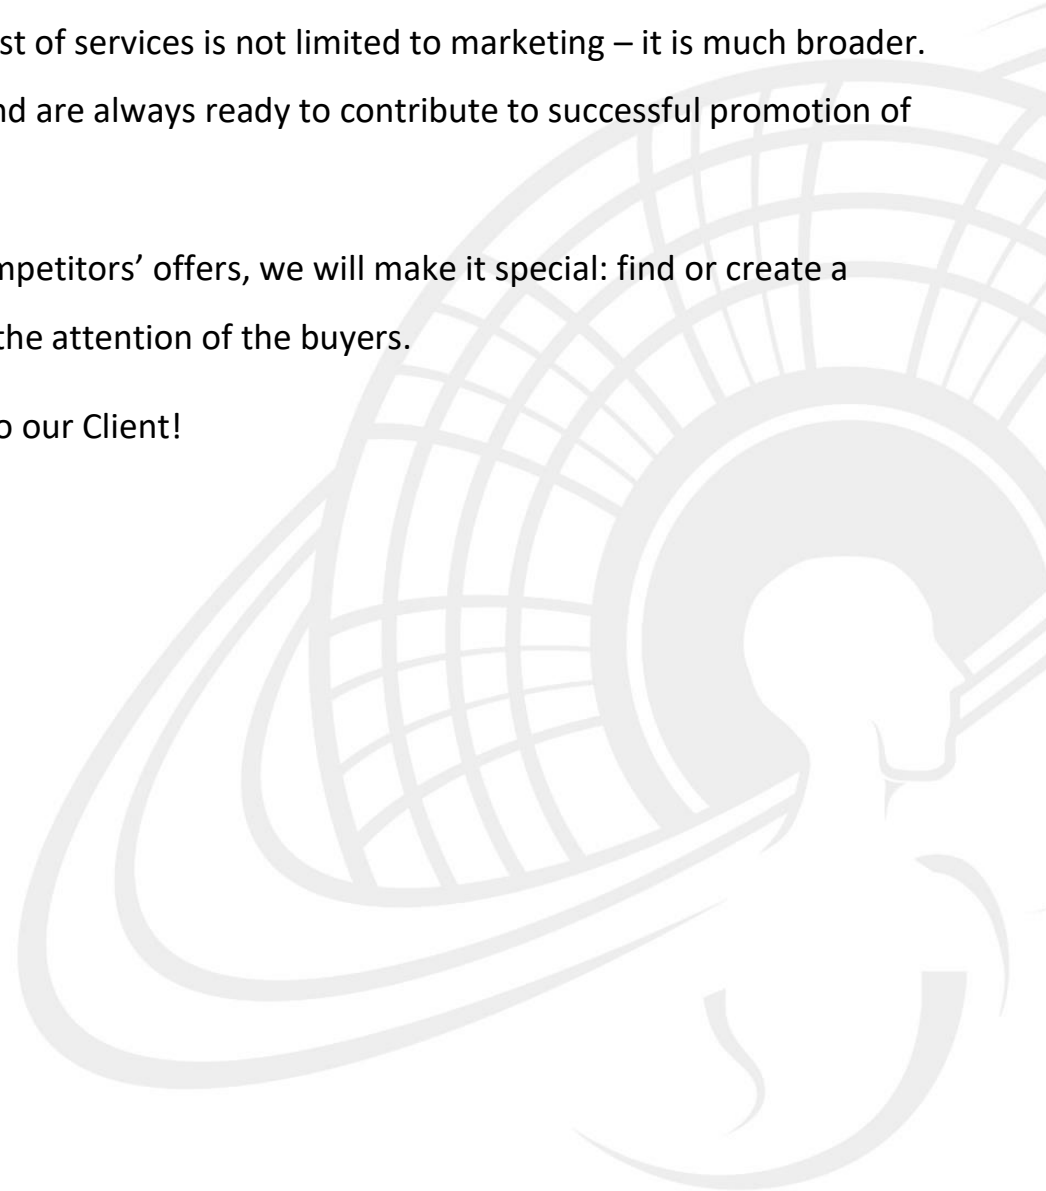 st of services is not limited to marketing – it is much broader.
nd are always ready to contribute to successful promotion of
mpetitors’ offers, we will make it special: find or create a
the attention of the buyers.
o our Client!